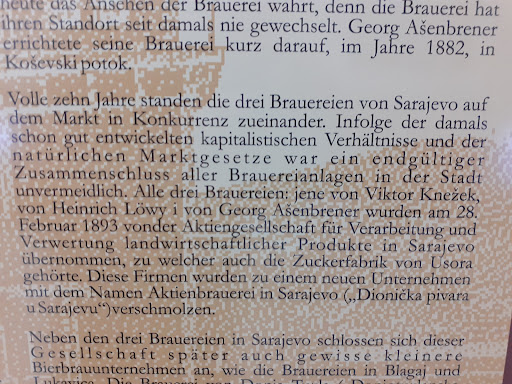 heute das Ansehen der Brauerei wahrt, denn die Brauerei hat
ihren Standort seit damals nie gewechselt. Georg Ašenbrener
errichtete seine Brauerei kurz darauf, im Jahre 1882, in
Koševski potok.
Volle zehn Jahre standen die drei Brauereien von Sarajevo auf
dem Markt in Konkurrenz zueinander. Infolge der damals
schon gut entwickelten kapitalistischen Verhältnisse und der
natürlichen Marktgesetze war ein endgültiger
Zusammenschluss aller Brauereianlagen in der Stadt
unvermeidlich. Alle drei Brauereien: jene von Viktor Knežek,
von Heinrich Löwy i von Georg Ašenbrener wurden am 28.
Februar 1893 vonder Aktiengesellschaft für Verarbeitung und
Verwertung landwirtschaftlicher Produkte in Sarajevo
übernommen, zu welcher auch die Zuckerfabrik von Usora
gehörte. Diese Firmen wurden zu einem neuen Unternehmen
mit dem Namen Aktienbrauerei in Sarajevo („Dionička pivara
u Sarajevu“)verschmolzen.
Neben den drei Brauereien in Sarajevo schlossen sich dieser
Gesellschaft später auch gewisse kleinere
Bierbrauunternehmen an, wie die Brauereien in Blagaj und
Lukavica. Die Brauerei von